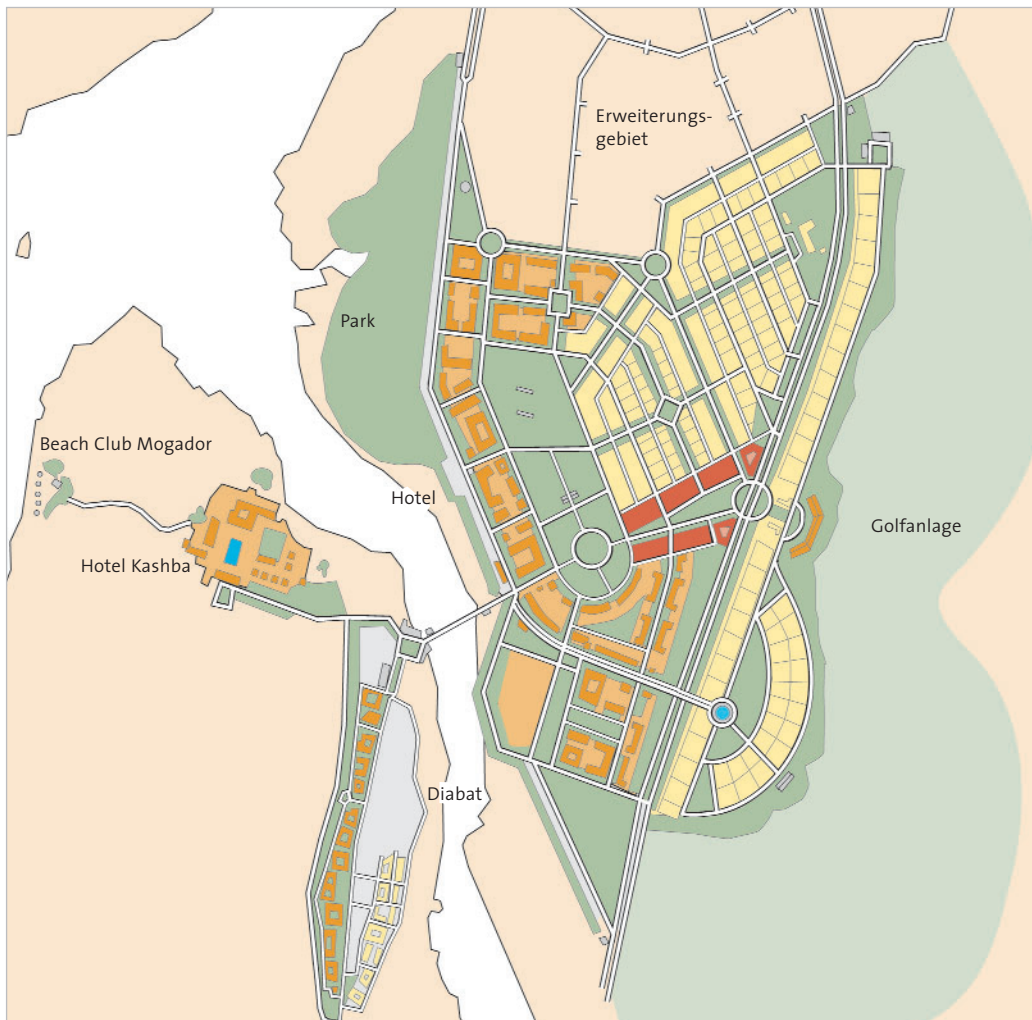 Erweiterungs-
gebiet
Park
Beach Club Mogador
Hotel
Golfanlage
Hotel Kashba
Diabat